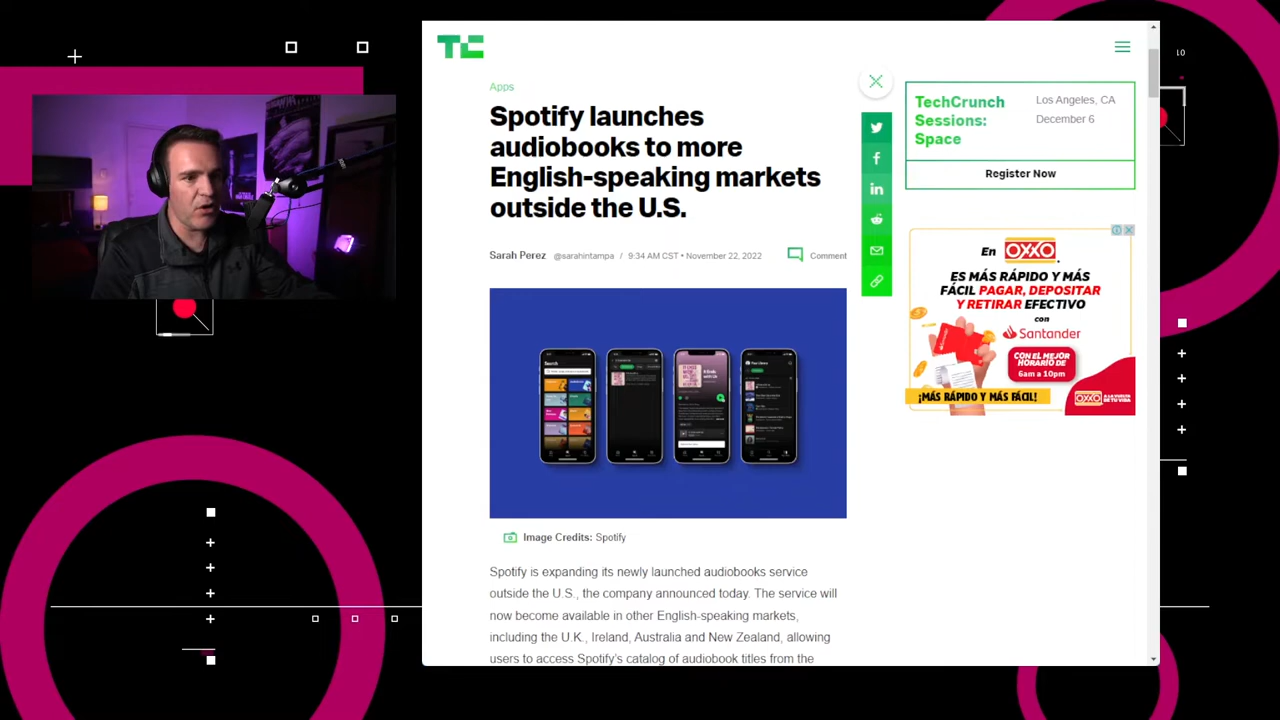 TC
Apps
Spotify launches
audiobooks to more
English-speaking markets
outside the U.S.
Sarah Perez @sarahintampa / 9:34 AM CST • November 22, 2022
Comment
Image Credits: Spotify
Spotify is expanding its newly launched audiobooks service
outside the U.S., the company announced today. The service will
now become available in other English-speaking markets,
including the U.K., Ireland, Australia and New Zealand, allowing
users to access Spotify's catalog of audiobook titles from the
TechCrunch
Sessions:
Space
Los Angeles, CA
December 6
Register Now
En OXXO
ES MÁS RÁPIDO Y MÁS
FÁCIL PAGAR, DEPOSITAR
Y RETIRAR EFECTIVO
con
Santander
CON EL MEJOR
HORARIO DE
6am a 10pm
¡MÁS RÁPIDO Y MÁS FÁCIL!
OXXO
Search